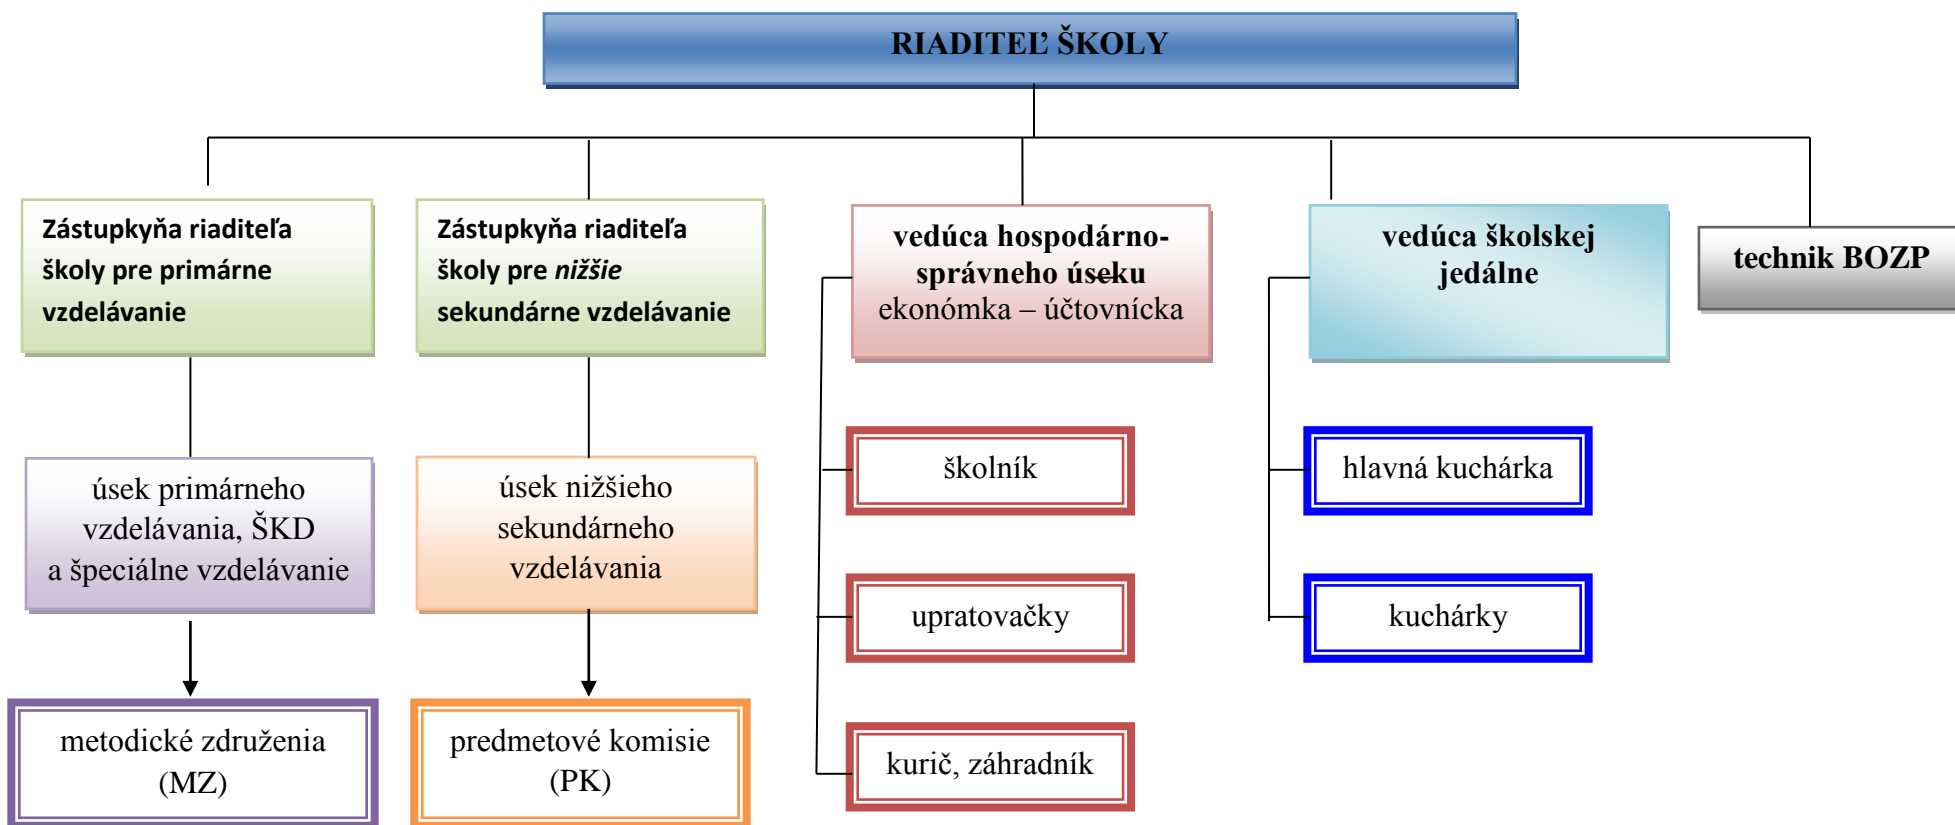 RIADITEĽ ŠKOLY
Zástupkyňa riaditeľa
školy pre primárne
vzdelávanie
Zástupkyňa riaditeľa
školy pre nižšie
sekundárne vzdelávanie
vedúca hospodárno-
správneho úseku
ekonómka – účtovnícka
vedúca školskej
jedálne
technik BOZP
úsek primárneho
vzdelávania, ŠKD
a špeciálne vzdelávanie
úsek nižšieho
sekundárneho
vzdelávania
školník
hlavná kuchárka
upratovačky
kuchárky
metodické združenia
(MZ)
predmetové komisie
(PK)
kurič, záhradník